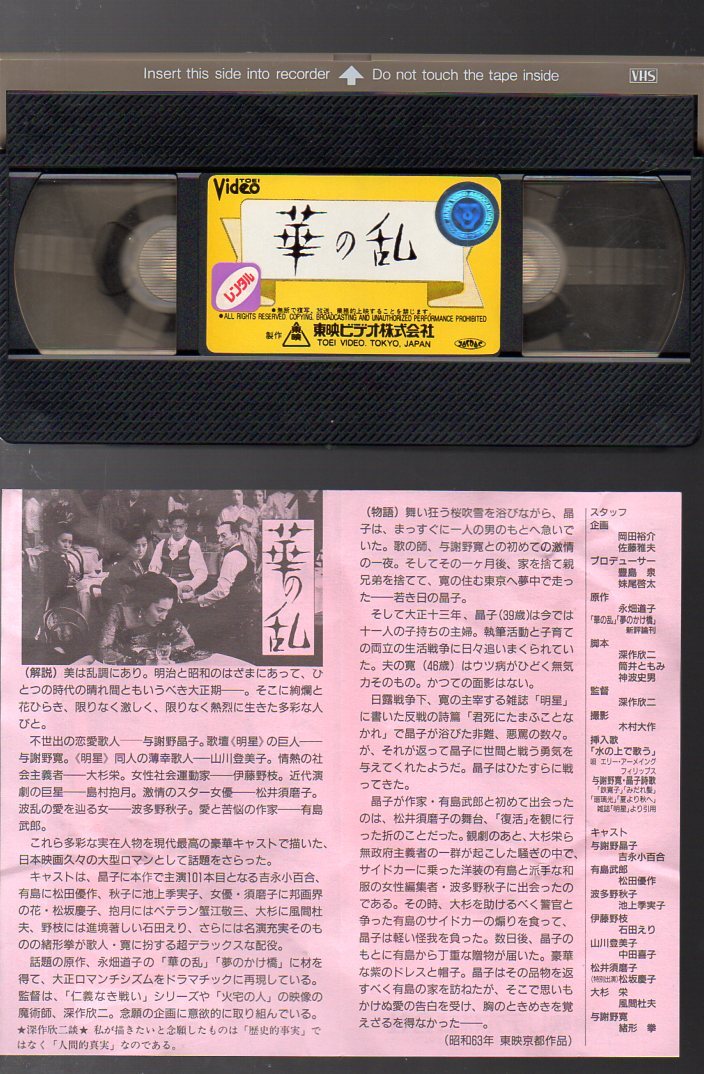 Insert this side into recorder ↑ Do not touch the tape inside
VHS
TOEI
Video
華の乱
レンタル
●無断で複写、放送、業務的上映することを禁じます。
●ALL RIGHTS RESERVED. COPYING, BROADCASTING AND UNAUTHORIZED PERFORMANCE PROHIBITED
製作 東映 東映ビデオ株式会社
TOEI VIDEO. TOKYO, JAPAN
華の乱
(解説) 美は乱調にあり。明治と昭和のはざまにあって、ひ
とつの時代の晴れ間ともいうべき大正期──。そこに絢爛と
花ひらき、限りなく激しく、限りなく熱烈に生きた多彩な人
びと。
不世出の恋愛歌人──与謝野晶子。歌壇《明星》の巨人──
与謝野寛。《明星》同人の薄幸歌人──山川登美子。情熱の社
会主義者──大杉栄。女性社会運動家──伊藤野枝。近代演
劇の巨星──島村抱月。激情のスター女優──松井須磨子。
波乱の愛を辿る女──波多野秋子。愛と苦悩の作家──有島
武郎。
これら多彩な実在人物を現代最高の豪華キャストで描いた、
日本映画久々の大型ロマンとして話題をさらった。
キャストは、晶子に本作で主演101本目となる吉永小百合、
有島に松田優作、秋子に池上季実子、女優・須磨子に邦画界
の花・松坂慶子、抱月にはベテラン蟹江敬三、大杉に風間杜
夫、野枝には進境著しい石田えり、さらには名演充実そのも
のの緒形拳が歌人・寛に扮する超デラックスな配役。
話題の原作、永畑道子の「華の乱」「夢のかけ橋」に材を
得て、大正ロマンチシズムをドラマチックに再現している。
監督は、「仁義なき戦い」シリーズや「火宅の人」の映像の
魔術師、深作欣二。念願の企画に意欲的に取り組んでいる。
★深作欣二談★ 私が描きたいと念願したものは「歴史的事実」で
はなく「人間的真実」なのである。
(物語) 舞い狂う桜吹雪を浴びながら、晶
子は、まっすぐに一人の男のもとへ急いで
いた。歌の師、与謝野寛との初めての激情
の一夜。そしてその一ヶ月後、家を捨て親
兄弟を捨てて、寛の住む東京へ夢中で走っ
た──若き日の晶子。
そして大正十三年、晶子(39歳)は今では
十一人の子持ちの主婦。執筆活動と子育て
の両立の生活戦争に日々追いまくられてい
た。夫の寛(46歳)はウツ病がひどく無気
力そのもの。かつての面影はない。
日露戦争下、寛の主宰する雑誌「明星」
に書いた反戦の詩篇「君死にたまふことな
かれ」で晶子が浴びた非難、悪罵の数々。
が、それが返って晶子に世間と戦う勇気を
与えてくれたようだ。晶子はひたすらに戦
ってきた。
晶子が作家・有島武郎と初めて出会った
のは、松井須磨子の舞台、「復活」を観に行
った折のことだった。観劇のあと、大杉栄ら
無政府主義者の一群が起こした騒ぎの中で、
サイドカーに乗った洋装の有島と派手な和
服の女性編集者・波多野秋子に出会ったの
である。その時、大杉を助けるべく警官と
争った有島のサイドカーの煽りを食って、
晶子は軽い怪我を負った。数日後、晶子の
もとに有島から丁重な贈物が届いた。豪華
な紫のドレスと帽子。晶子はその品物を返
すべく有島の家を訪ねたが、そこで思いも
かけぬ愛の告白を受け、胸のときめきを覚
えざるを得なかった──。
(昭和63年 東映京都作品)
スタッフ
企画
岡田裕介
佐藤雅夫
プロデューサー
豊島 泉
妹尾啓太
原作
永畑道子
「華の乱」「夢のかけ橋」
新評論刊
脚本
深作欣二
筒井ともみ
神波史男
監督
深作欣二
撮影
木村大作
挿入歌
「水の上で歌う」
唄 エリー・アーメイング
フィリップス
与謝野寛・晶子詩歌
「鉄寛子」「みだれ髪」
「瑠璃光」「夏より秋へ」
雑誌「明星」より引用
キャスト
与謝野晶子
吉永小百合
有島武郎
松田優作
波多野秋子
池上季実子
伊藤野枝
石田えり
山川登美子
中田喜子
松井須磨子
(特別出演)松坂慶子
大杉 栄
風間杜夫
与謝野寛
緒形 拳